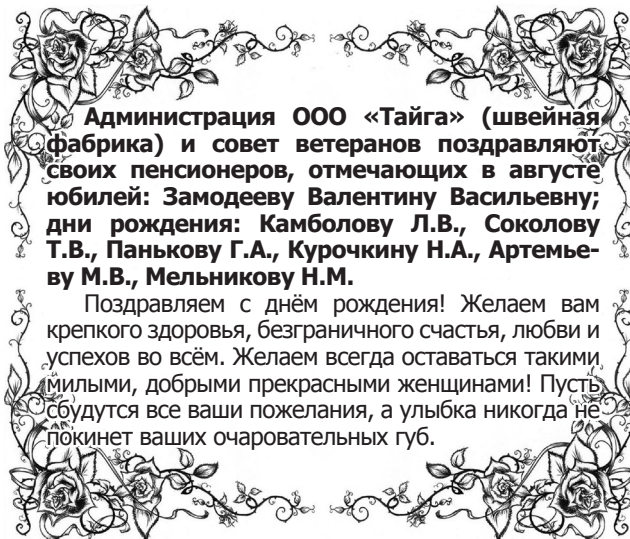 Администрация ООО «Тайга» (швейная
фабрика) и совет ветеранов поздравляют
своих пенсионеров, отмечающих в августе
юбилей: Замодееву Валентину Васильевну;
дни рождения: Камболову Л.В., Соколову
Т.В., Панькову Г.А., Курочкину Н.А., Артемье-
ву М.В., Мельникову Н.М.
Поздравляем с днём рождения! Желаем вам
крепкого здоровья, безграничного счастья, любви и
успехов во всём. Желаем всегда оставаться такими
милыми, добрыми прекрасными женщинами! Пусть
сбудутся все ваши пожелания, а улыбка никогда не
покинет ваших очаровательных губ.